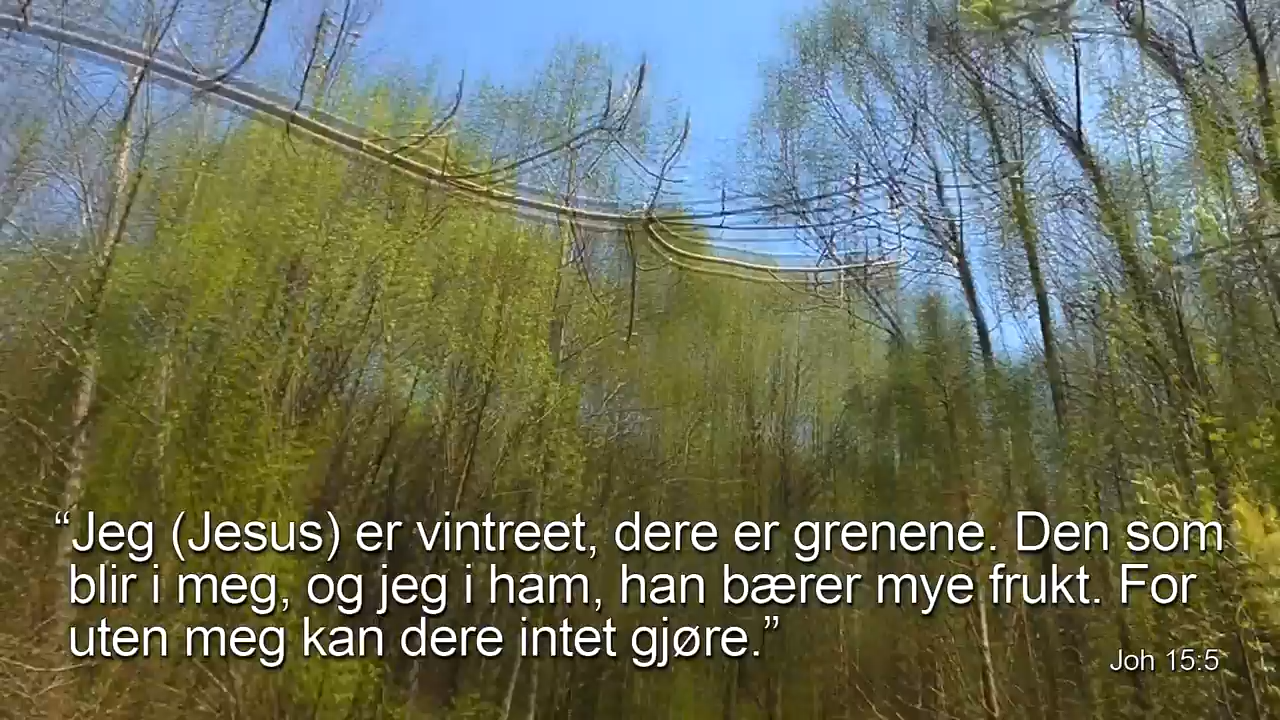 “Jeg (Jesus) er vintreet, dere er grenene. Den som
blir i meg, og jeg i ham, han bærer mye frukt. For
uten meg kan dere intet gjøre.”
Joh 15:5